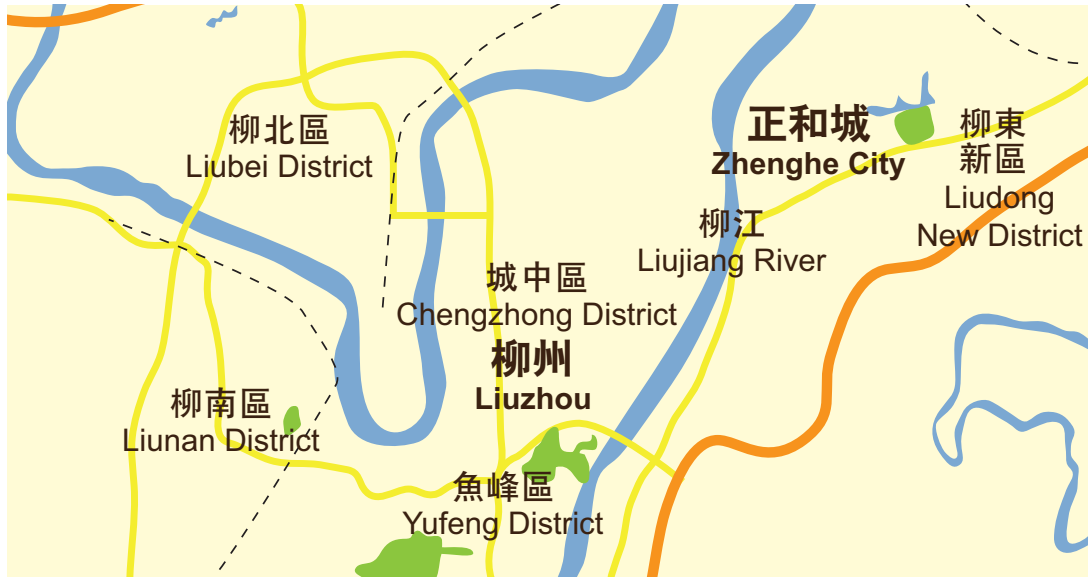 柳北區
Liubei District
正和城
Zhenghe City
柳東
新區
Liudong
New District
柳江
Liujiang River
城中區
Chengzhong District
柳州
Liuzhou
柳南區
Liunan District
魚峰區
Yufeng District